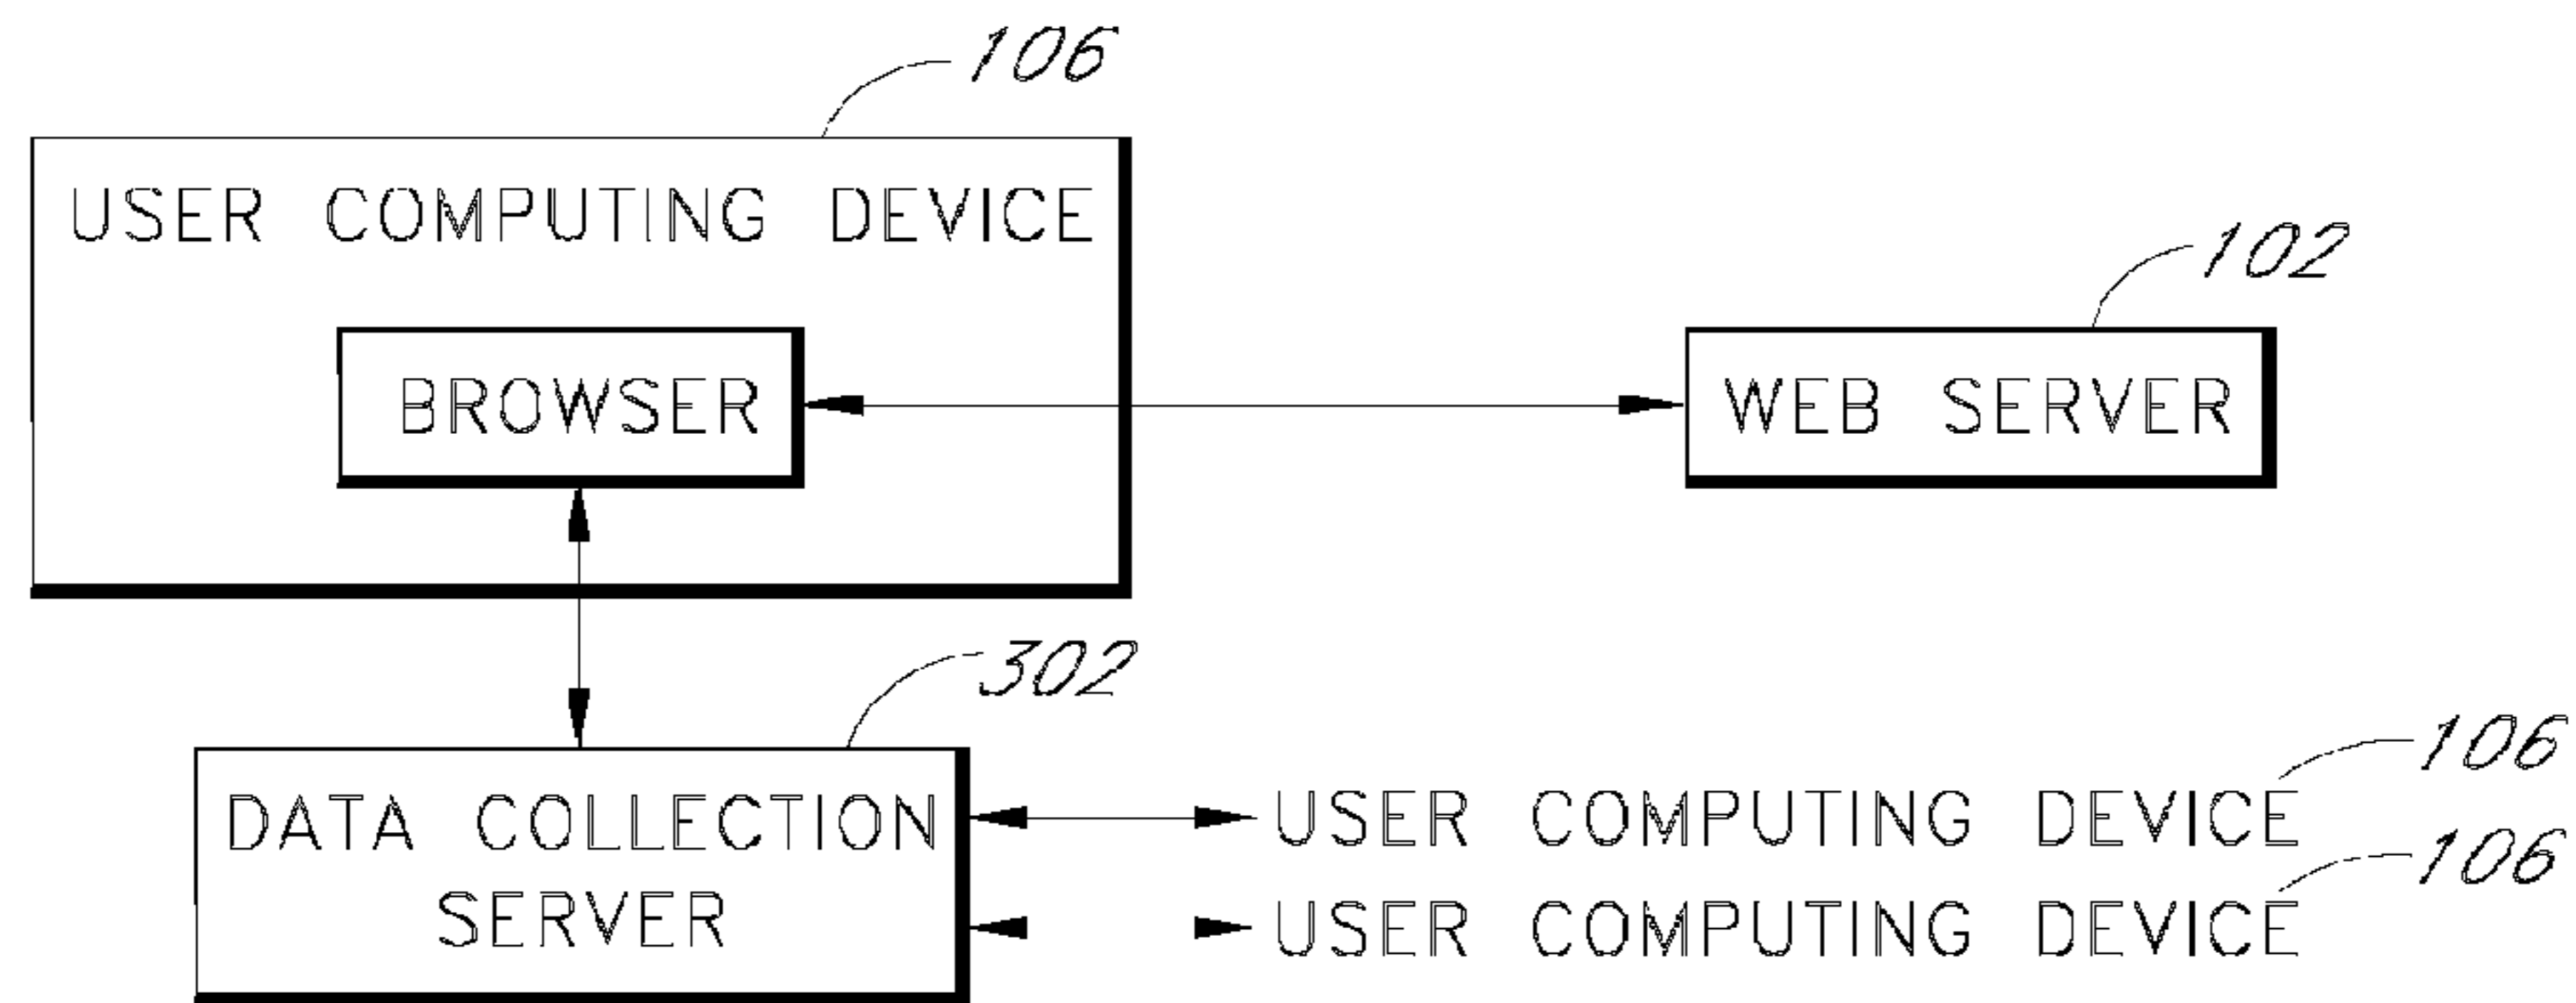 106
USER COMPUTING DEVICE
102
BROWSER
WEB SERVER
302
106
DATA COLLECTION
SERVER
USER COMPUTING DEVICE
106
USER COMPUTING DEVICE